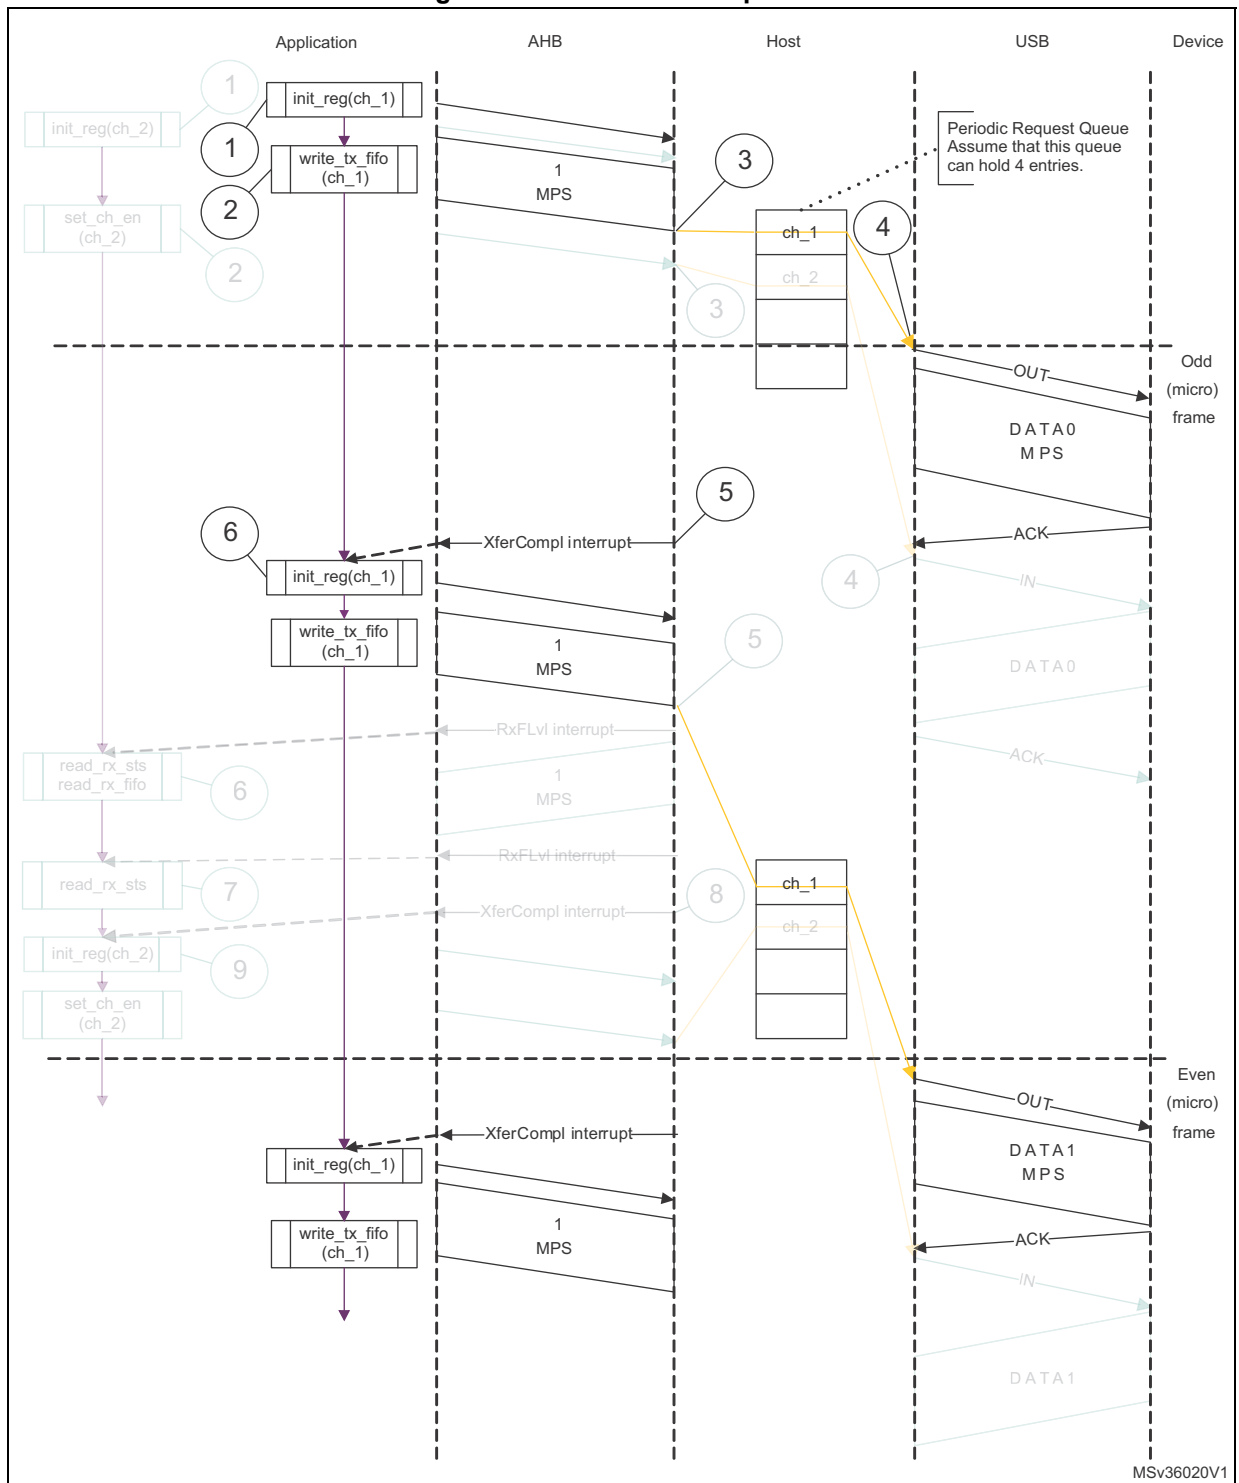 Application AHB Host USB Device
1
init_reg(ch_1)
init_reg(ch_2)
Periodic Request Queue
Assume that this queue
can hold 4 entries.
1
write_tx_fifo
(ch_1)
1
MPS
3
2
set_ch_en
(ch_2)
ch_1
4
2
ch_2
3
Odd
(micro)
frame
OUT
DATA0
MPS
5
6
XferCompl interrupt
ACK
init_reg(ch_1)
4
IN
write_tx_fifo
(ch_1)
1
MPS
5
DATA0
RxFLvl interrupt
ACK
read_rx_sts
read_rx_fifo
6
1
MPS
RxFLvl interrupt
read_rx_sts
7
ch_1
8
XferCompl interrupt
ch_2
init_reg(ch_2)
9
set_ch_en
(ch_2)
Even
(micro)
frame
OUT
XferCompl interrupt
DATA1
MPS
init_reg(ch_1)
write_tx_fifo
(ch_1)
1
MPS
ACK
IN
DATA1
MSv36020V1